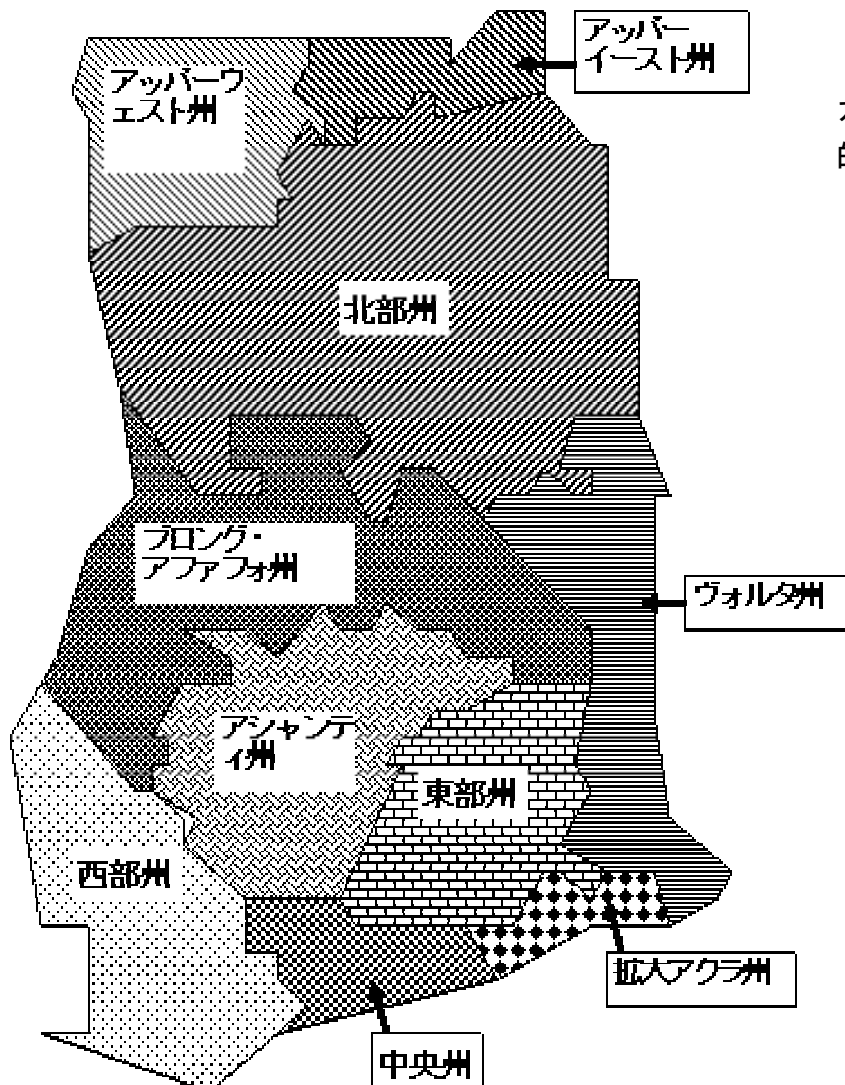 アッパー
イースト州
アッパーウ
ェスト州
的
北部州
ブロング・
アファフォ州
ヴォルタ州
アシャンテ
ィ州
東部州
西部州
拡大アクラ州
中央州